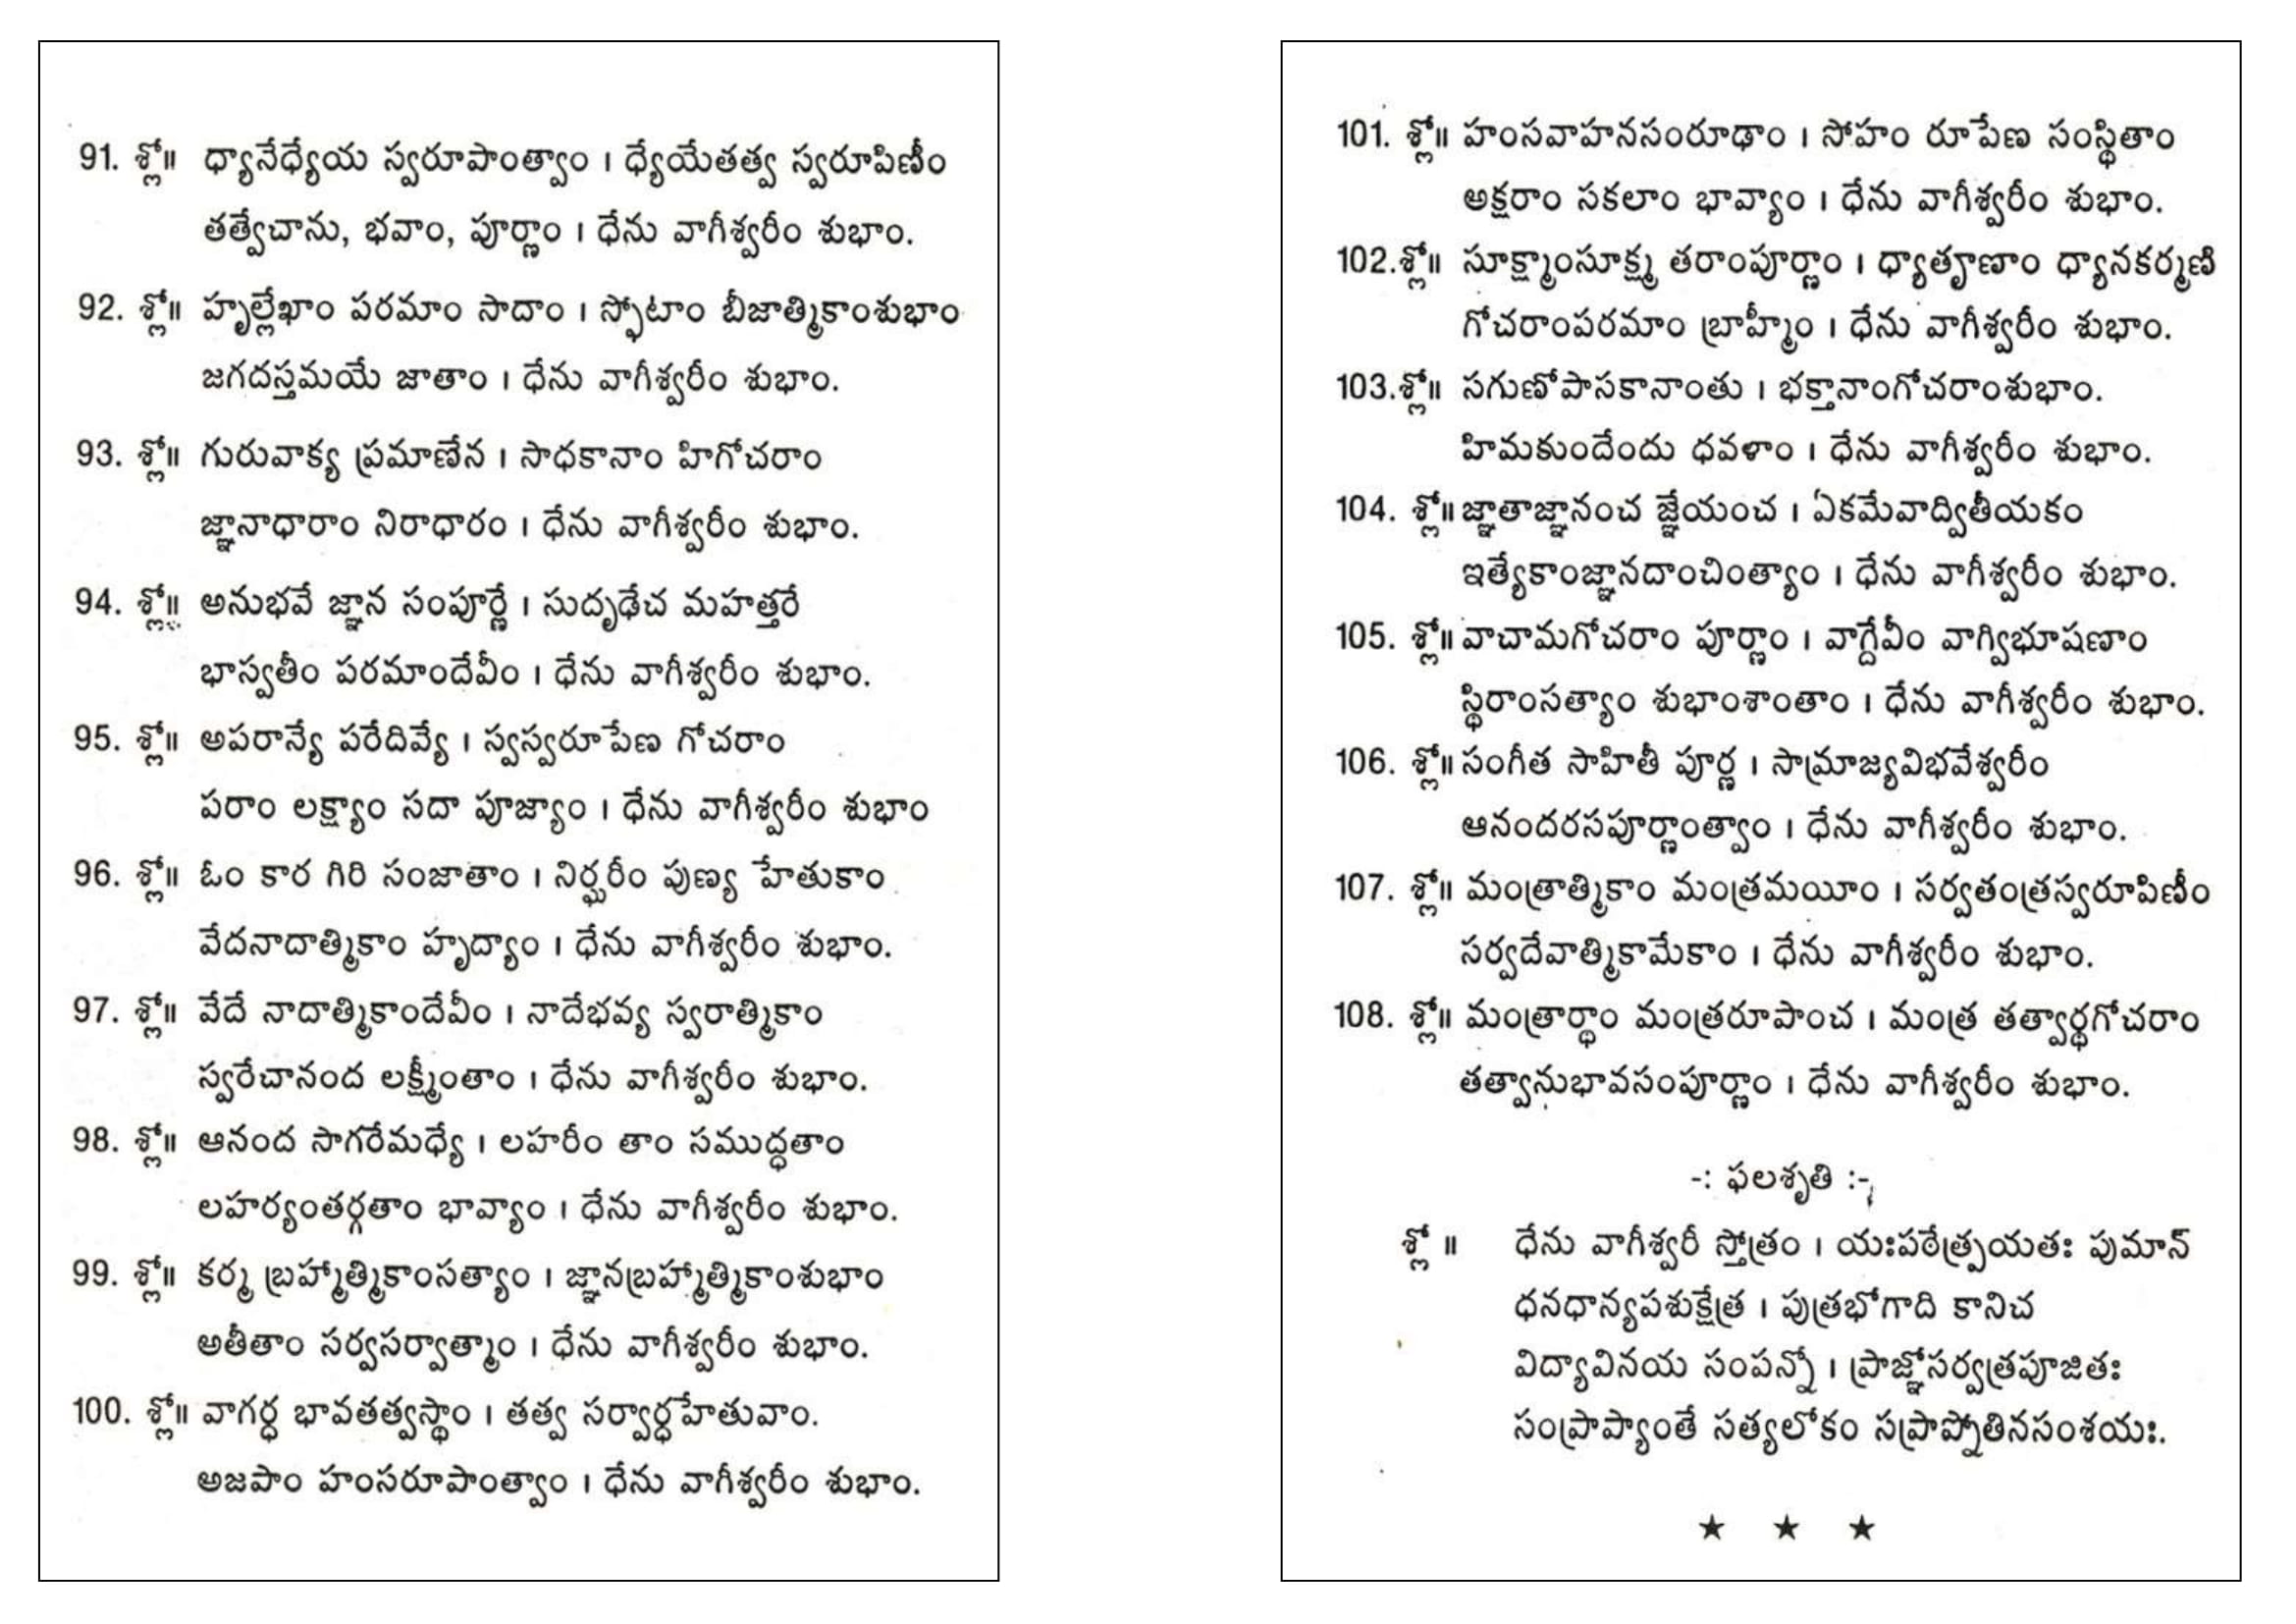 91. శ్లో॥ ధ్యానేధ్యేయ స్వరూపాంత్వాం । ధ్యేయేతత్వ స్వరూపిణీం
తత్వేచాను, భవాం, పూర్ణాం । ధేను వాగీశ్వరీం శుభాం.
92. శ్లో॥ హృల్లేఖాం పరమాం సాదాం । స్ఫోటాం బీజాత్మికాంశుభాం
జగదస్తమయే జాతాం । ధేను వాగీశ్వరీం శుభాం.
93. శ్లో॥ గురువాక్య ప్రమాణేన । సాధకానాం హిగోచరాం
జ్ఞానాధారాం నిరాధారం । ధేను వాగీశ్వరీం శుభాం.
94. శ్లో॥ అనుభవే జ్ఞాన సంపూర్ణే । సుదృఢేచ మహత్తరే
భాస్వతీం పరమాందేవీం । ధేను వాగీశ్వరీం శుభాం.
95. శ్లో॥ అపరాన్యే పరేదివ్యే । స్వస్వరూపేణ గోచరాం
పరాం లక్ష్యాం సదా పూజ్యాం । ధేను వాగీశ్వరీం శుభాం
96. శ్లో॥ ఓం కార గిరి సంజాతాం । నిర్ఝరీం పుణ్య హేతుకాం
వేదనాదాత్మికాం హృద్యాం । ధేను వాగీశ్వరీం శుభాం.
97. శ్లో॥ వేదే నాదాత్మికాందేవీం । నాదేభవ్య స్వరాత్మికాం
స్వరేచానంద లక్ష్మీంతాం । ధేను వాగీశ్వరీం శుభాం.
98. శ్లో॥ ఆనంద సాగరేమధ్యే । లహరీం తాం సముద్ధతాం
లహర్యంతర్గతాం భావ్యాం । ధేను వాగీశ్వరీం శుభాం.
99. శ్లో॥ కర్మ బ్రహ్మాత్మికాంసత్యాం । జ్ఞానబ్రహ్మాత్మికాంశుభాం
అతీతాం సర్వసర్వాత్మాం । ధేను వాగీశ్వరీం శుభాం.
100. శ్లో॥ వాగర్ధ భావతత్వస్థాం । తత్వ సర్వార్ధహేతువాం.
అజపాం హంసరూపాంత్వాం । ధేను వాగీశ్వరీం శుభాం.
101. శ్లో॥ హంసవాహనసంరూఢాం । సోహం రూపేణ సంస్థితాం
అక్షరాం సకలాం భావ్యాం । ధేను వాగీశ్వరీం శుభాం.
102.శ్లో॥ సూక్ష్మాంసూక్ష్మ తరాంపూర్ణాం । ధ్యాతౄణాం ధ్యానకర్మణి
గోచరాంపరమాం బ్రాహ్మీం । ధేను వాగీశ్వరీం శుభాం.
103.శ్లో॥ సగుణోపాసకానాంతు । భక్తానాంగోచరాంశుభాం.
హిమకుందేందు ధవళాం । ధేను వాగీశ్వరీం శుభాం.
104. శ్లో॥ జ్ఞాతాజ్ఞానంచ జ్ఞేయంచ । ఏకమేవాద్వితీయకం
ఇత్యేకాంజ్ఞానదాంచింత్యాం । ధేను వాగీశ్వరీం శుభాం.
105. శ్లో॥ వాచామగోచరాం పూర్ణాం । వాగ్దేవీం వాగ్విభూషణాం
స్థిరాంసత్యాం శుభాంశాంతాం । ధేను వాగీశ్వరీం శుభాం.
106. శ్లో॥ సంగీత సాహితీ పూర్ణ । సామ్రాజ్యవిభవేశ్వరీం
ఆనందరసపూర్ణాంత్వాం । ధేను వాగీశ్వరీం శుభాం.
107. శ్లో॥ మంత్రాత్మికాం మంత్రమయీం । సర్వతంత్రస్వరూపిణీం
సర్వదేవాత్మికామేకాం । ధేను వాగీశ్వరీం శుభాం.
108. శ్లో॥ మంత్రార్థాం మంత్రరూపాంచ । మంత్ర తత్వార్థగోచరాం
తత్వానుభావసంపూర్ణాం । ధేను వాగీశ్వరీం శుభాం.
-: ఫలశృతి :-
శ్లో ॥ ధేను వాగీశ్వరీ స్తోత్రం । యఃపఠేత్ప్రయతః పుమాన్
ధనధాన్యపశుక్షేత్ర । పుత్రభోగాది కానిచ
విద్యావినయ సంపన్నో । ప్రాజ్ఞోసర్వత్రపూజితః
సంప్రాప్యాంతే సత్యలోకం సప్రాప్నోతినసంశయః.
★ ★ ★